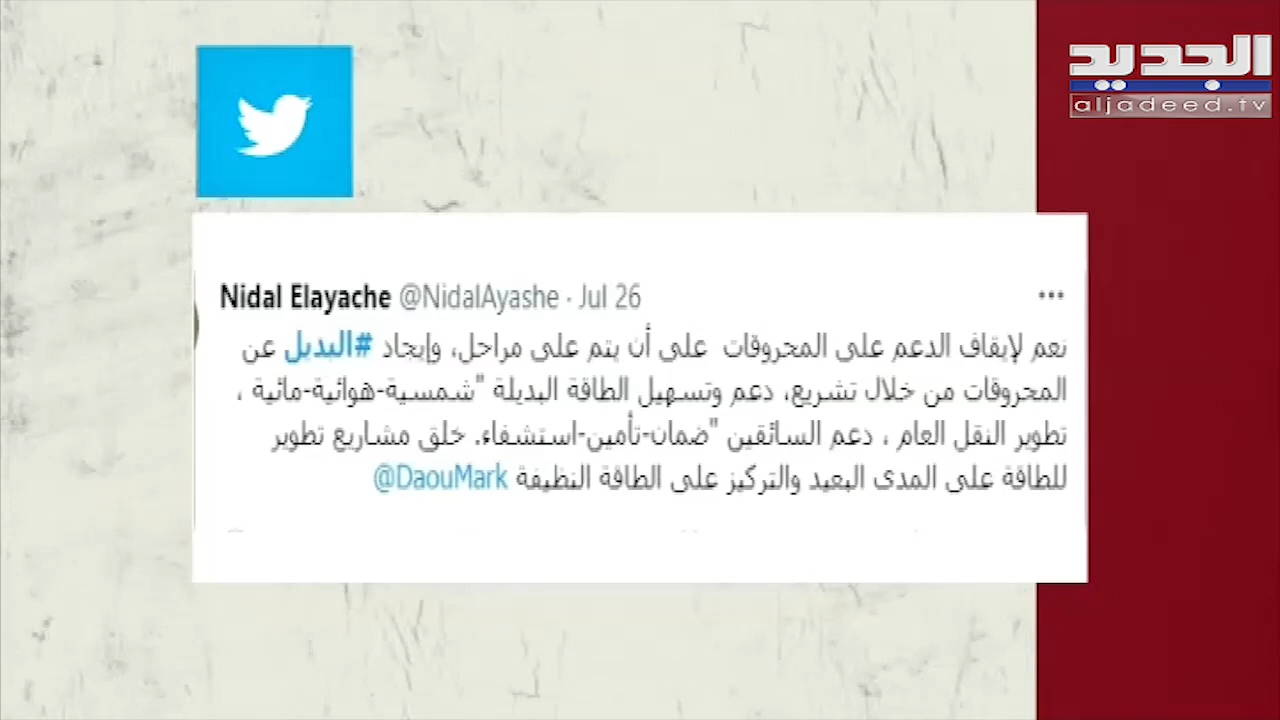 الجديد
aljadeed.tv
Nidal Elayache @NidalAyashe · Jul 26
نعم لإيقاف الدعم على المحروقات على أن يتم على مراحل، وإيجاد #البديل عن
المحروقات من خلال تشريع، دعم وتسهيل الطاقة البديلة "شمسية-هوائية-مائية ،
تطوير النقل العام ، دعم السائقين "ضمان-تأمين-استشفاء. خلق مشاريع تطوير
للطاقة على المدى البعيد والتركيز على الطاقة النظيفة @DaouMark